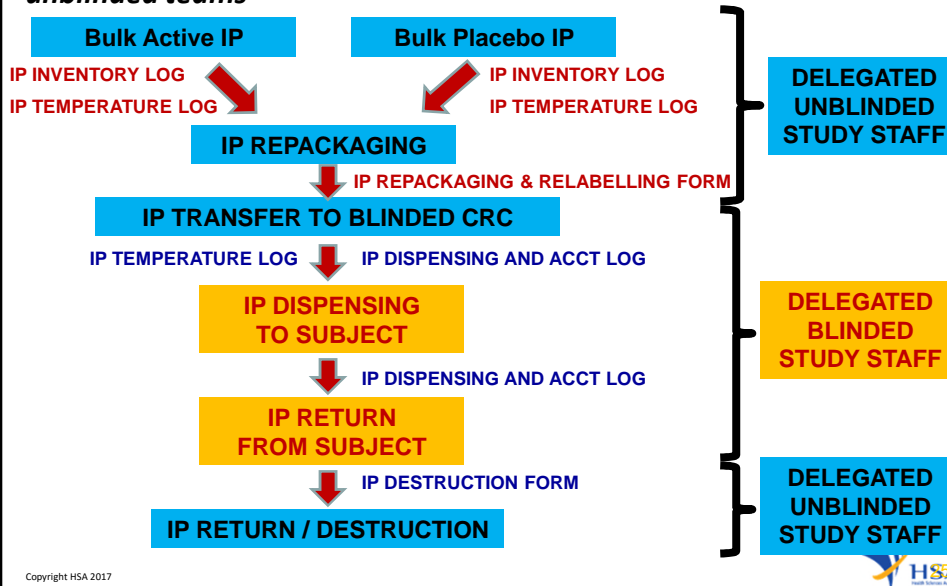 unblinded teams
Bulk Active IP
Bulk Placebo IP
IP INVENTORY LOG
IP INVENTORY LOG
IP TEMPERATURE LOG
IP TEMPERATURE LOG
DELEGATED
UNBLINDED
STUDY STAFF
IP REPACKAGING
IP REPACKAGING & RELABELLING FORM
IP TRANSFER TO BLINDED CRC
IP TEMPERATURE LOG
IP DISPENSING AND ACCT LOG
IP DISPENSING
TO SUBJECT
DELEGATED
BLINDED
STUDY STAFF
IP DISPENSING AND ACCT LOG
IP RETURN
FROM SUBJECT
IP DESTRUCTION FORM
DELEGATED
UNBLINDED
STUDY STAFF
IP RETURN / DESTRUCTION
Copyright HSA 2017
HS